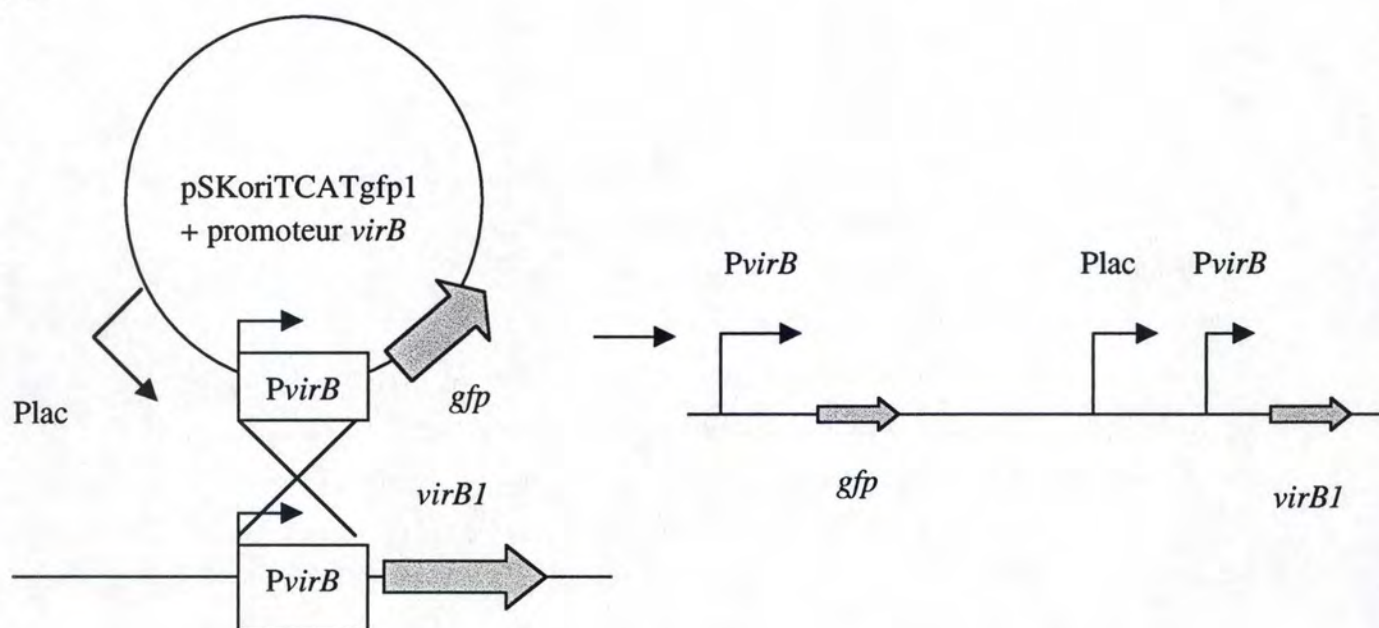 pSKoriTCATgfp1
+ promoteur virB
PvirB
Plac
gfp
virB1
PvirB
PvirB
Plac
PvirB
gfp
virB1